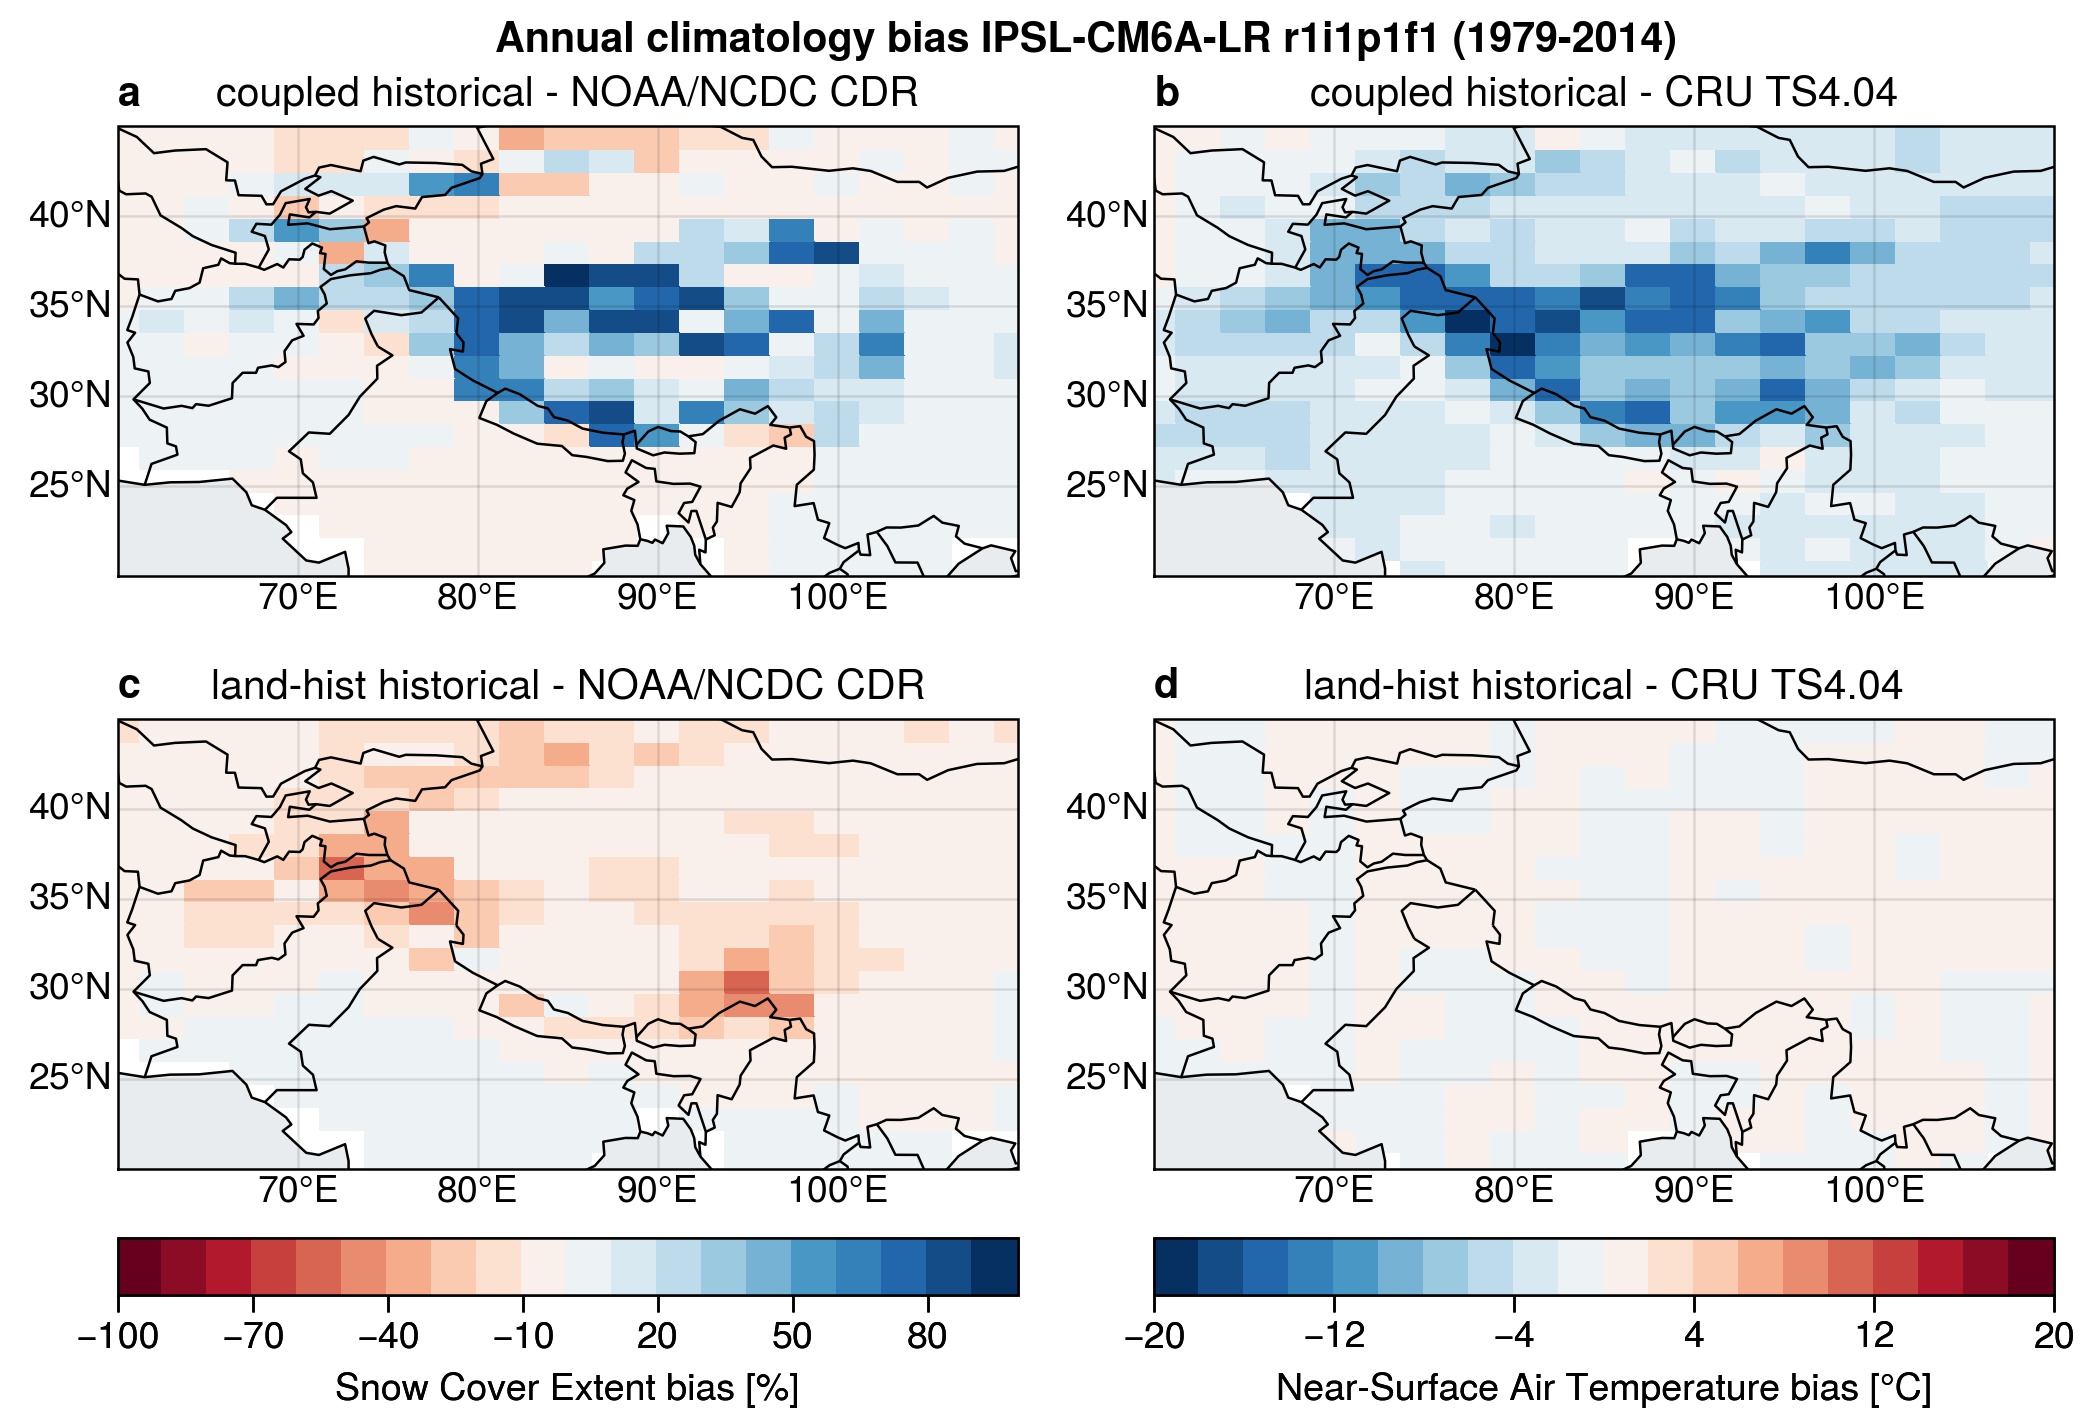 Annual climatology bias IPSL-CM6A-LR r1i1p1f1 (1979-2014)
a coupled historical - NOAA/NCDC CDR
b coupled historical - CRU TS4.04
40°N
35°N
30°N
25°N
70°E 80°E 90°E 100°E
40°N
35°N
30°N
25°N
70°E 80°E 90°E 100°E
c land-hist historical - NOAA/NCDC CDR
d land-hist historical - CRU TS4.04
40°N
35°N
30°N
25°N
70°E 80°E 90°E 100°E
40°N
35°N
30°N
25°N
70°E 80°E 90°E 100°E
−100 −70 −40 −10 20 50 80
Snow Cover Extent bias [%]
−20 −12 −4 4 12 20
Near-Surface Air Temperature bias [°C]